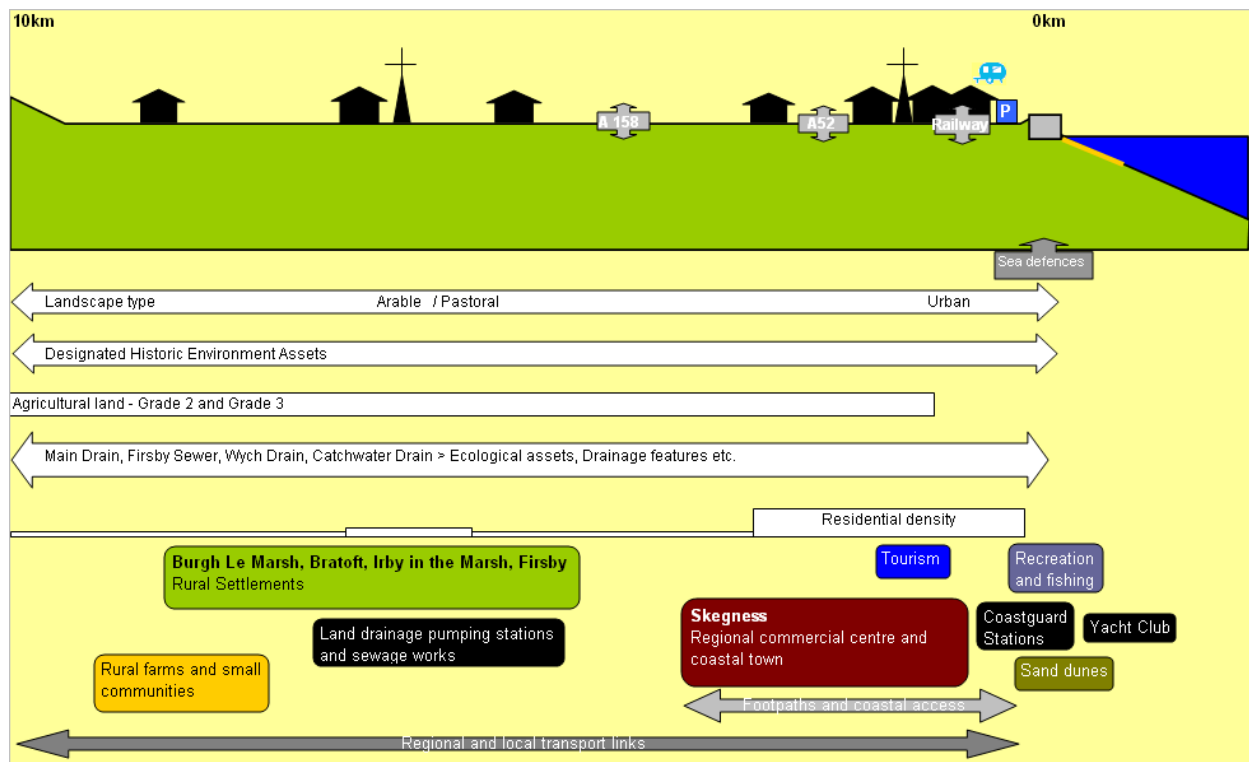 10km
0km
P
A 158
A52
Railway
Sea defences
Landscape type
Arable / Pastoral
Urban
Designated Historic Environment Assets
Agricultural land - Grade 2 and Grade 3
Main Drain, Firsby Sewer, Wych Drain, Catchwater Drain > Ecological assets, Drainage features etc.
Residential density
Burgh Le Marsh, Bratoft, Irby in the Marsh, Firsby
Rural Settlements
Tourism
Recreation
and fishing
Land drainage pumping stations
and sewage works
Skegness
Regional commercial centre and
coastal town
Coastguard
Stations
Yacht Club
Rural farms and small
communities
Sand dunes
Footpaths and coastal access
Regional and local transport links